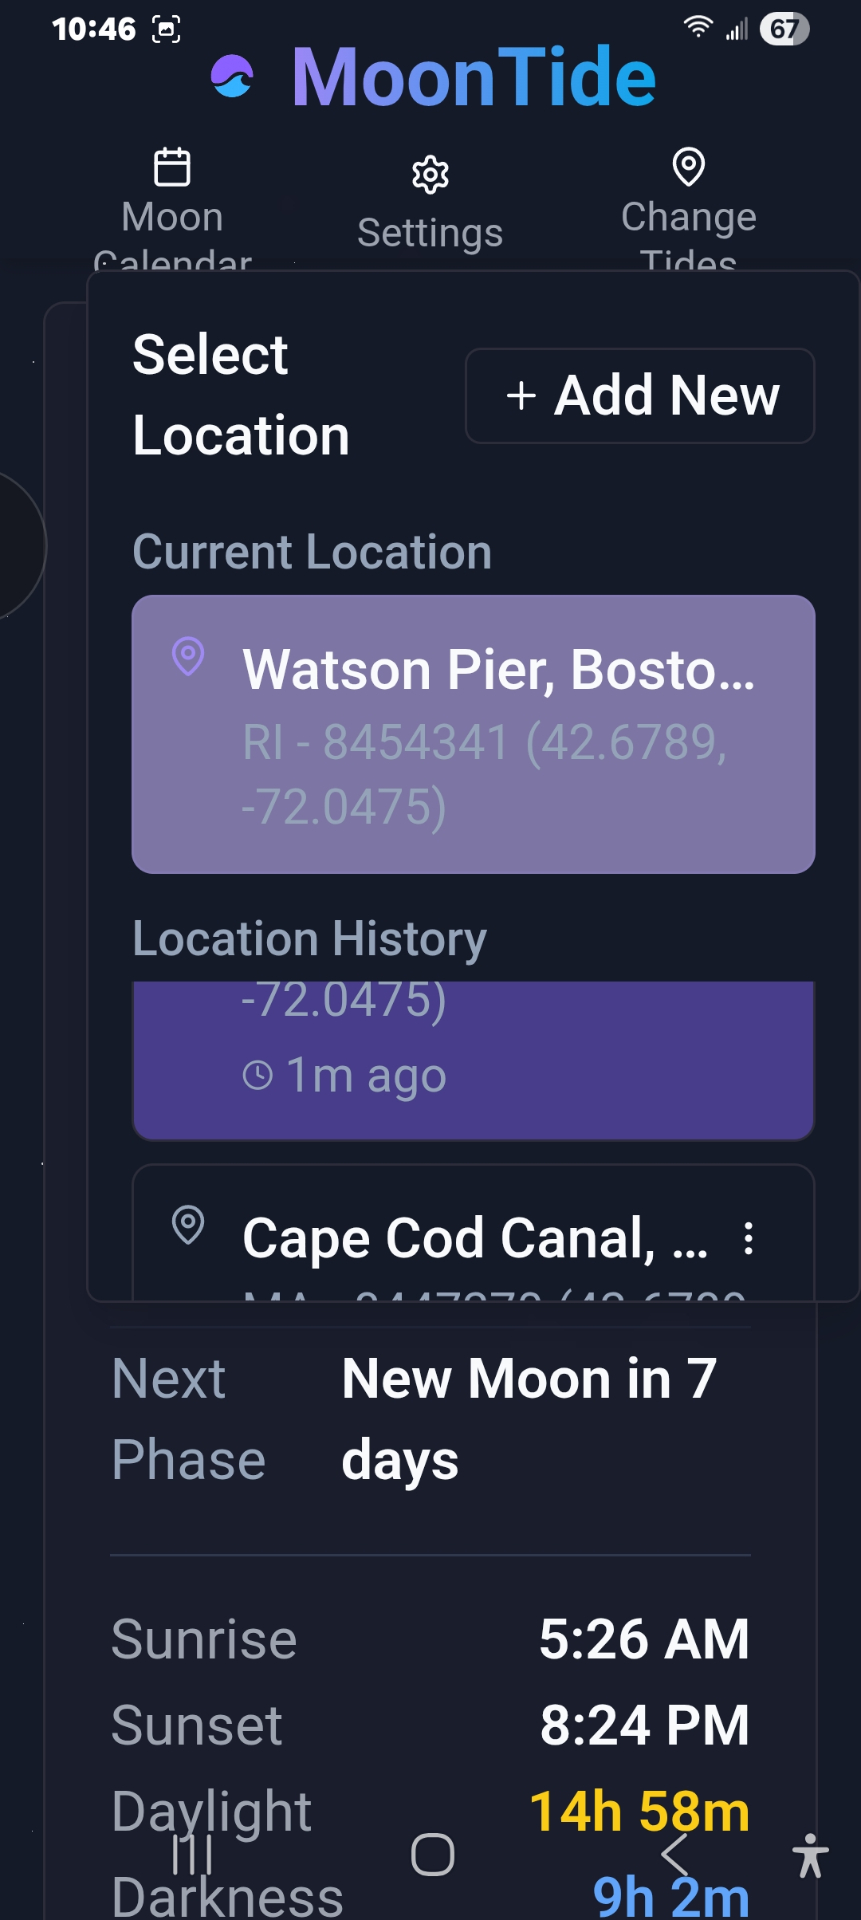 10:46
67
MoonTide
Moon
Calendar
Settings
Change
Tides
Select
Location
+ Add New
Current Location
Watson Pier, Bosto...
RI - 8454341 (42.6789,
-72.0475)
Location History
-72.0475)
1m ago
Cape Cod Canal, ...
Next
Phase
New Moon in 7
days
Sunrise
5:26 AM
Sunset
8:24 PM
Daylight
14h 58m
Darkness
9h 2m